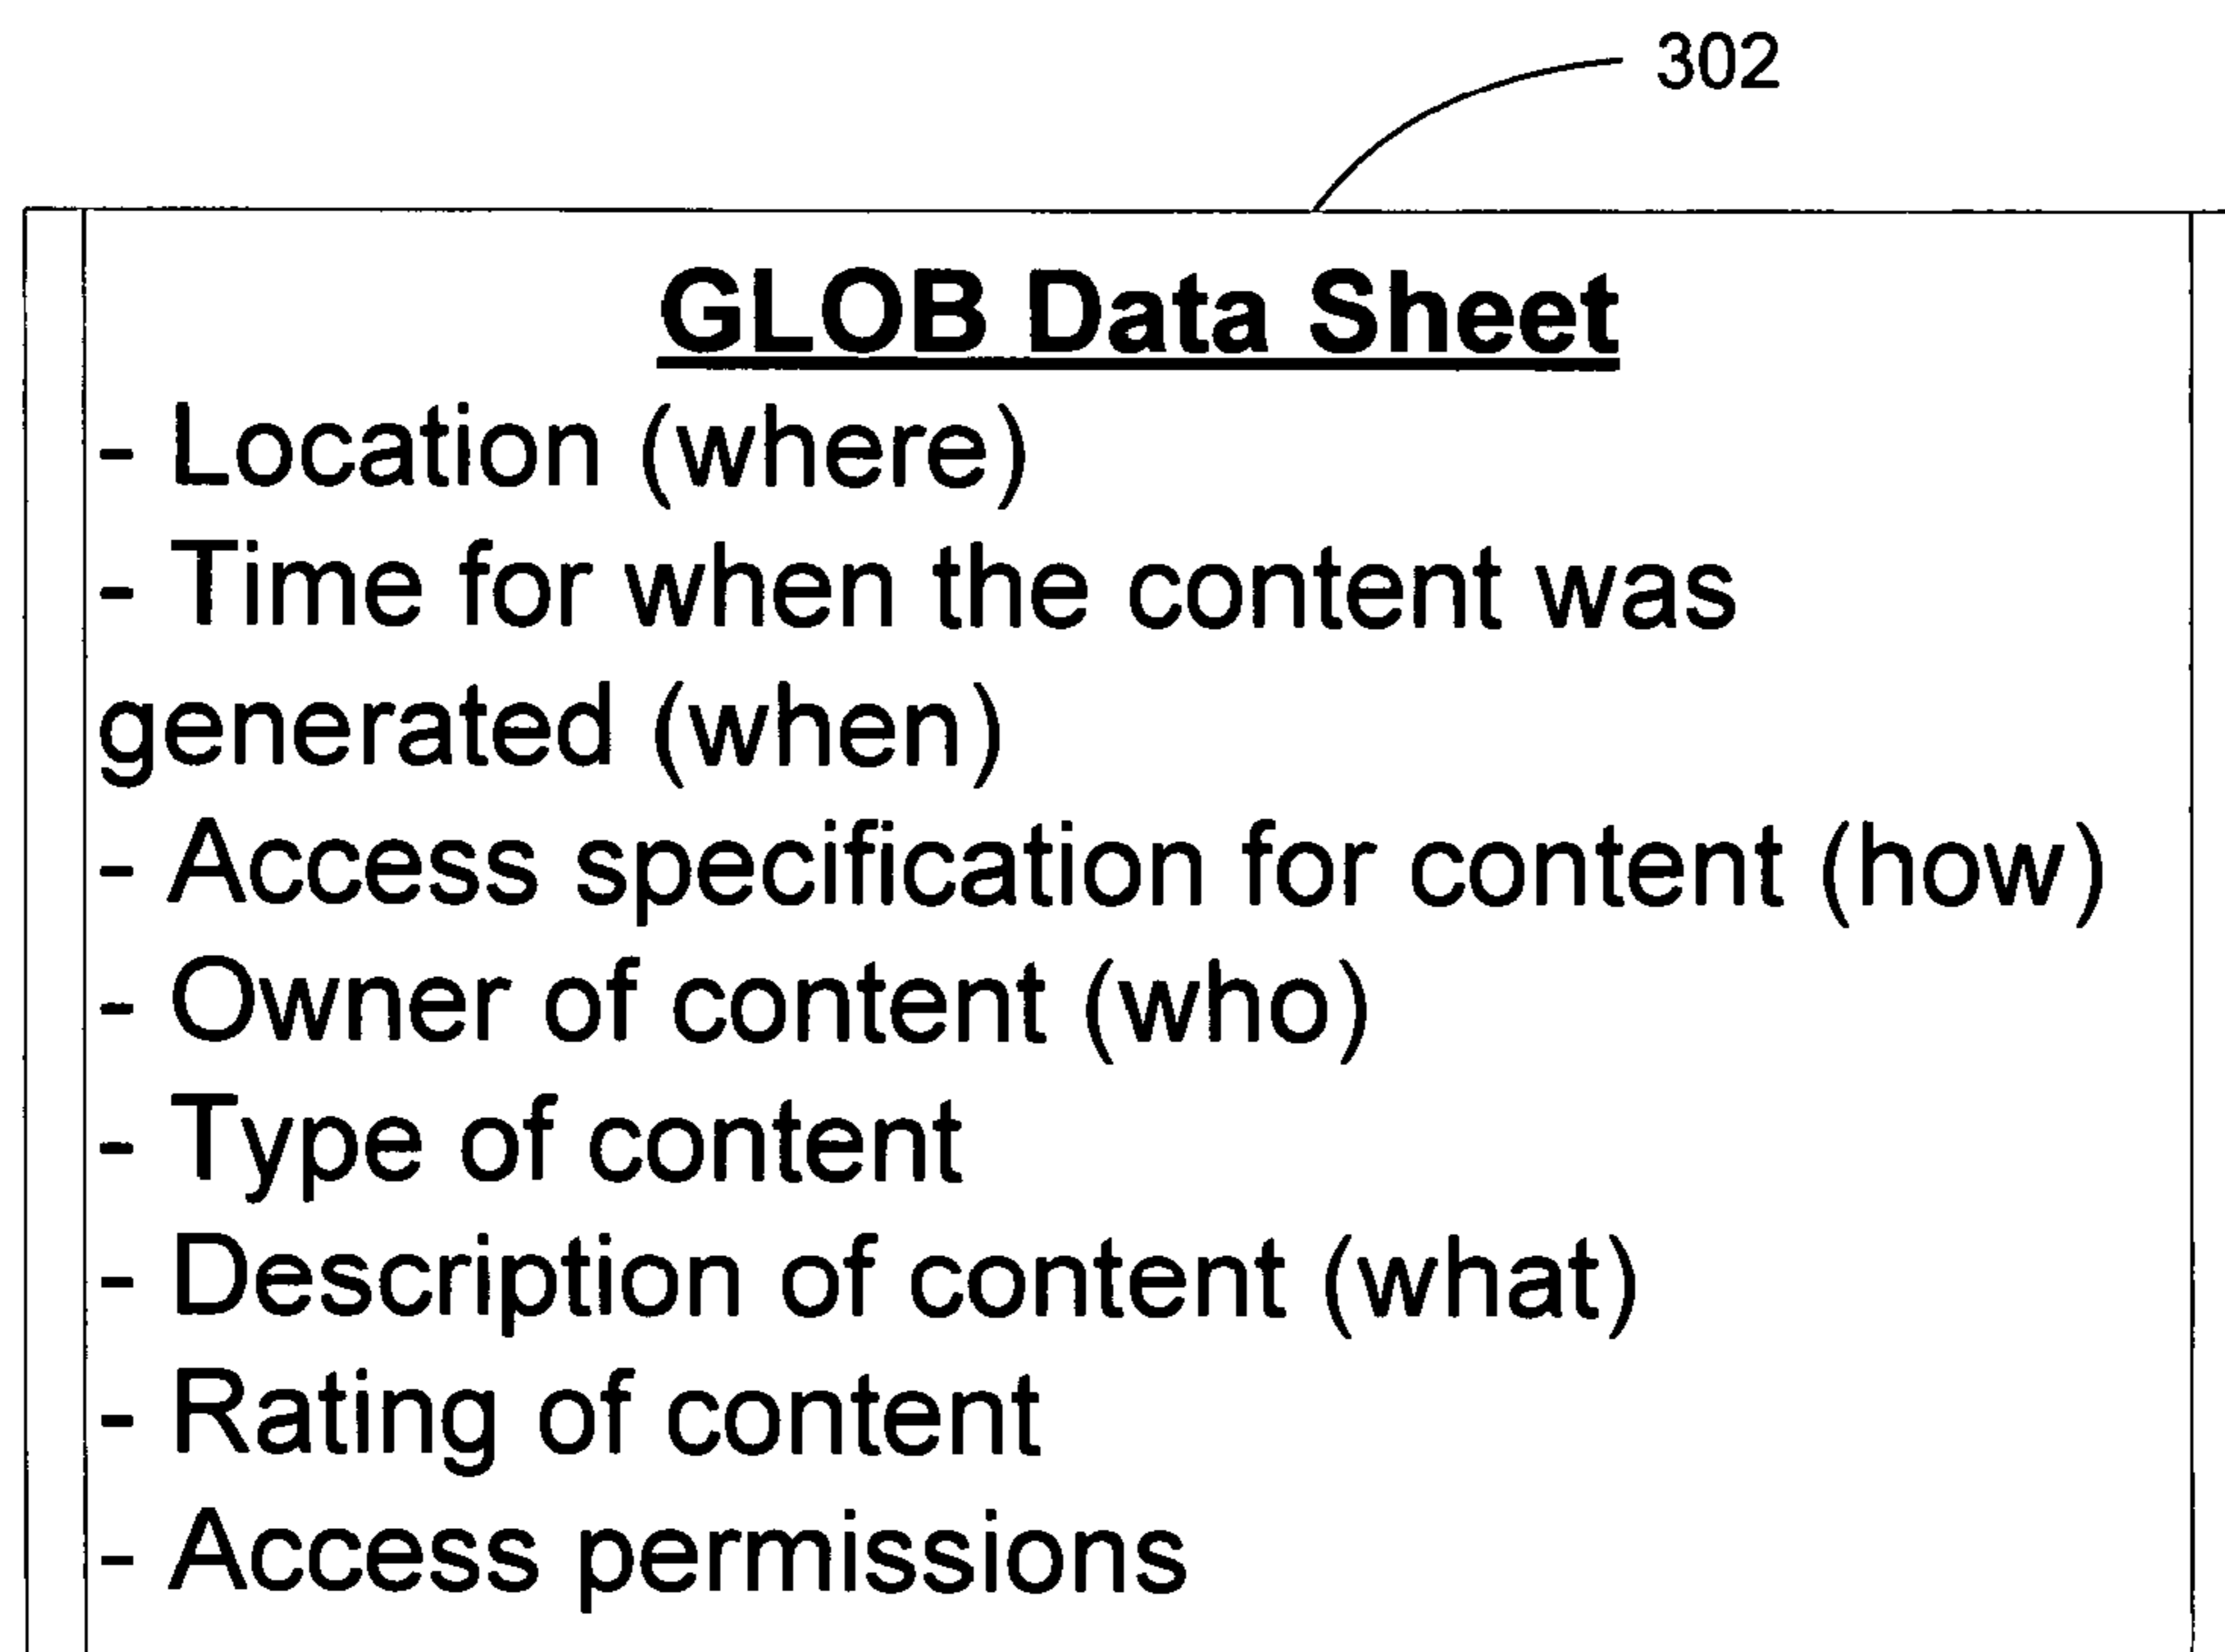 302
GLOB Data Sheet
- Location (where)
- Time for when the content was
generated (when)
- Access specification for content (how)
- Owner of content (who)
- Type of content
- Description of content (what)
- Rating of content
- Access permissions